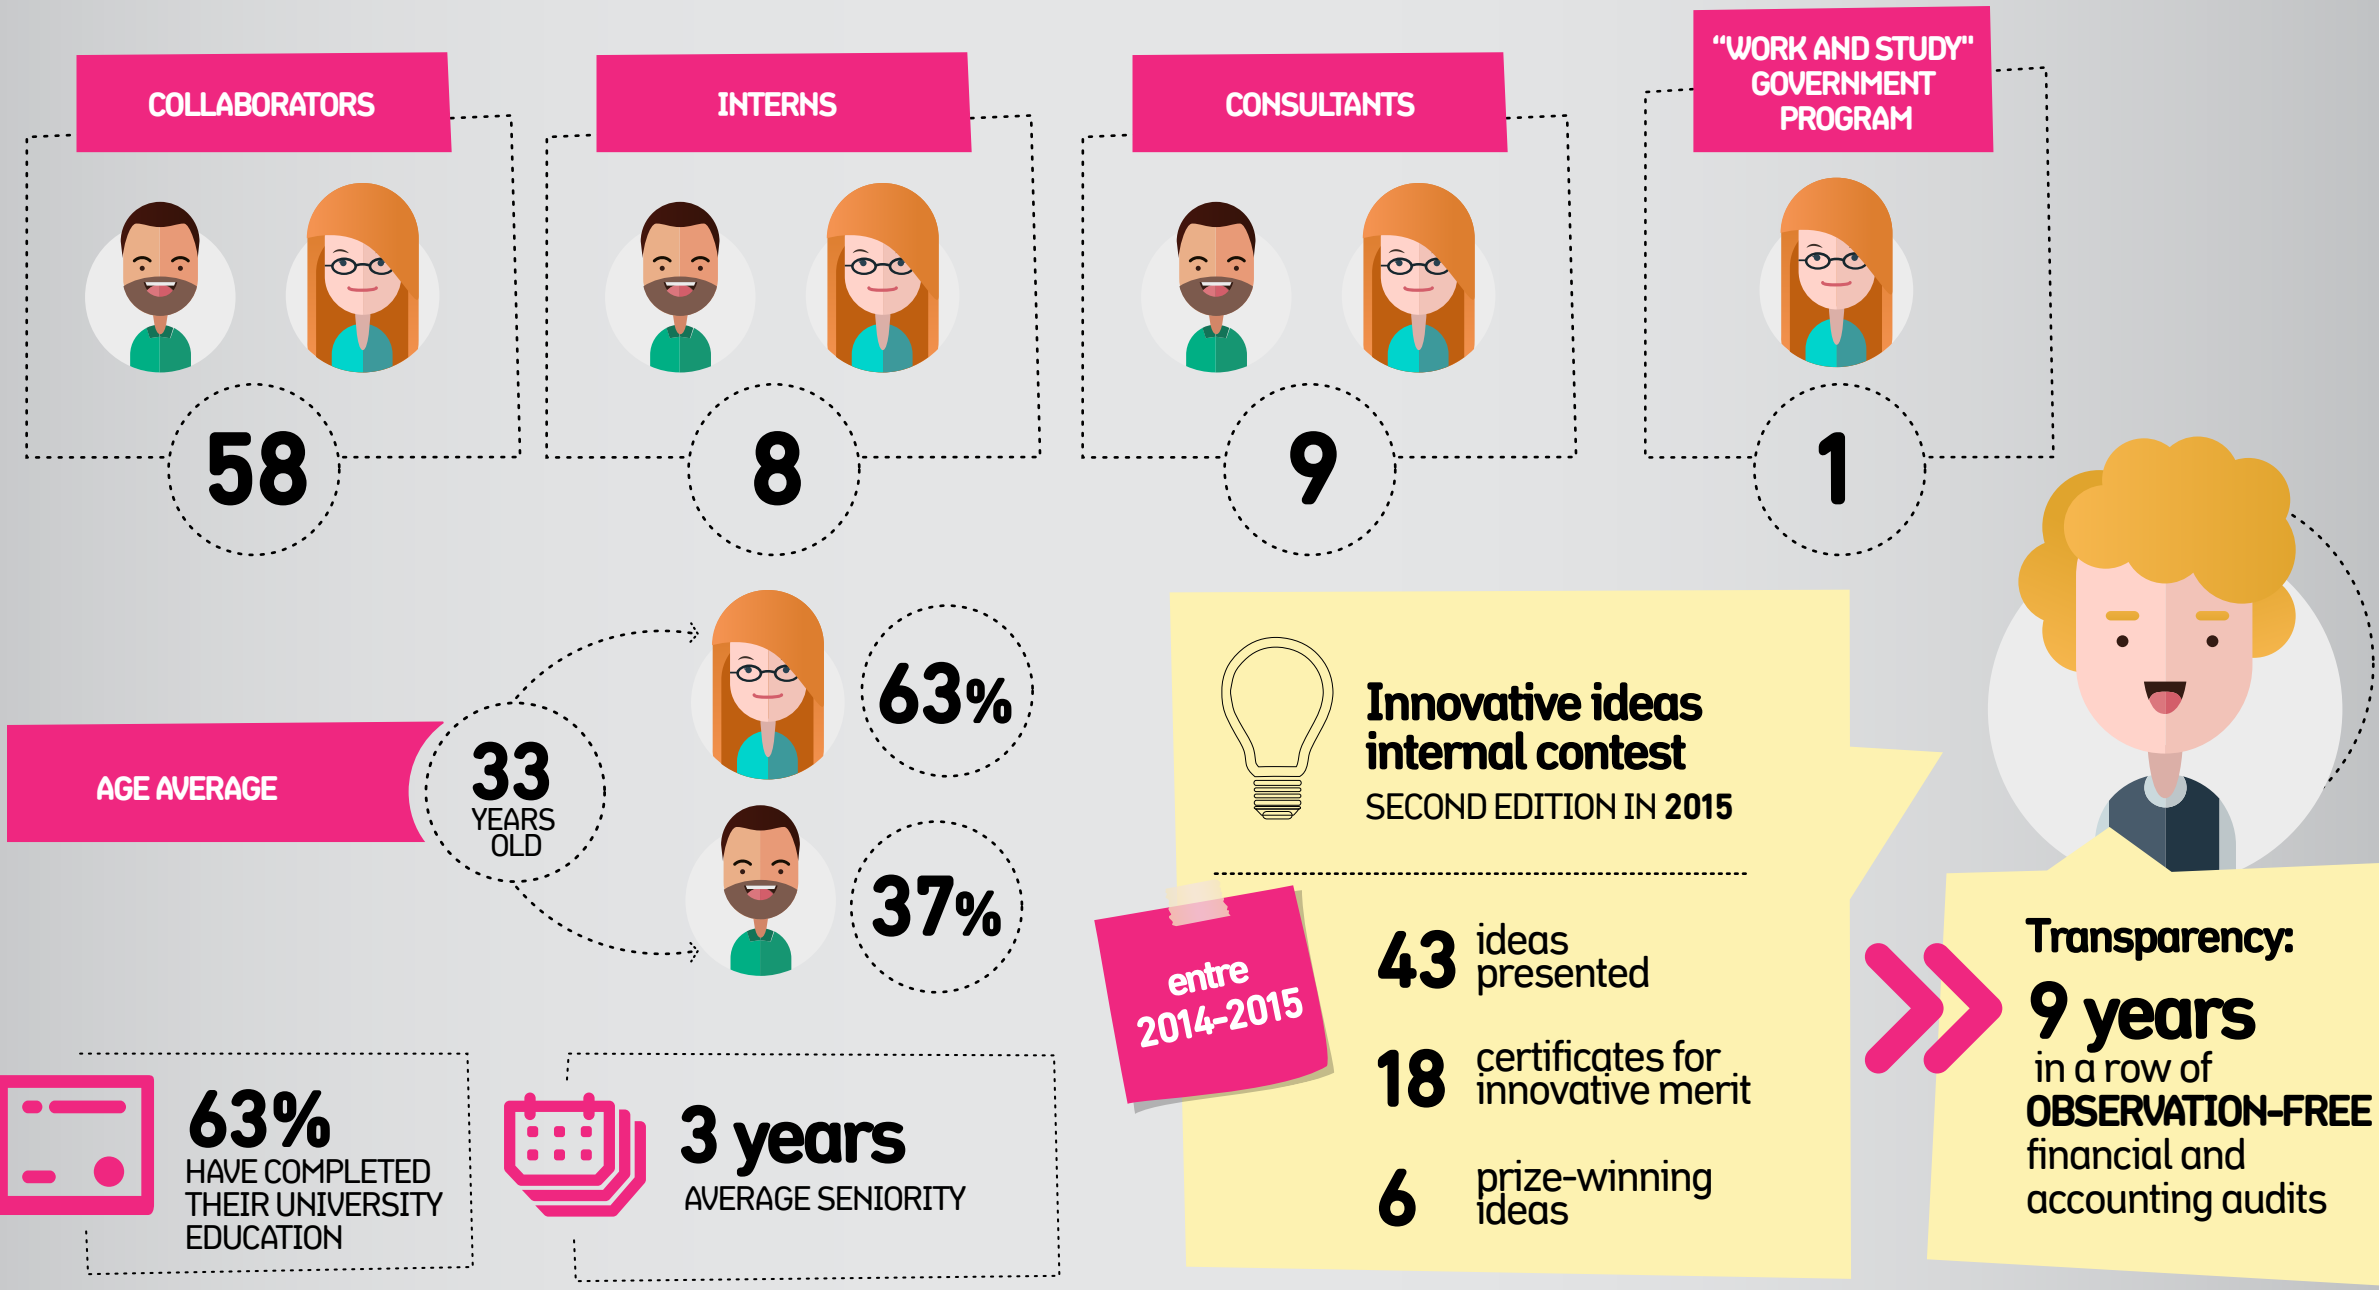 COLLABORATORS
58
INTERNS
8
CONSULTANTS
9
“WORK AND STUDY"
GOVERNMENT
PROGRAM
1
AGE AVERAGE
33
YEARS
OLD
63%
37%
63%
HAVE COMPLETED
THEIR UNIVERSITY
EDUCATION
3 years
AVERAGE SENIORITY
Innovative ideas
internal contest
SECOND EDITION IN 2015
entre
2014-2015
43 ideas
presented
18 certificates for
innovative merit
6 prize-winning
ideas
Transparency:
9 years
in a row of
OBSERVATION-FREE
financial and
accounting audits